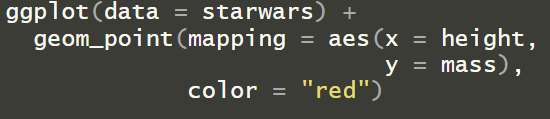 ggplot(data = starwars) +
  geom_point(mapping = aes(x = height,
                           y = mass),
             color = "red")